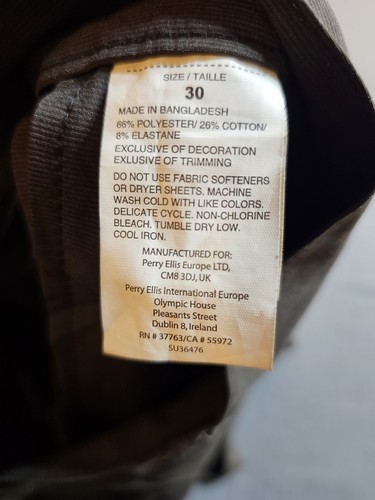 SIZE / TAILLE
30
MADE IN BANGLADESH
66% POLYESTER/ 26% COTTON/
8% ELASTANE
EXCLUSIVE OF DECORATION
EXLUSIVE OF TRIMMING
DO NOT USE FABRIC SOFTENERS
OR DRYER SHEETS. MACHINE
WASH COLD WITH LIKE COLORS.
DELICATE CYCLE. NON-CHLORINE
BLEACH. TUMBLE DRY LOW.
COOL IRON.
MANUFACTURED FOR:
Perry Ellis Europe LTD,
CM8 3DJ, UK
Perry Ellis International Europe
Olympic House
Pleasants Street
Dublin 8, Ireland
RN # 37763/CA # 55972
SU36476